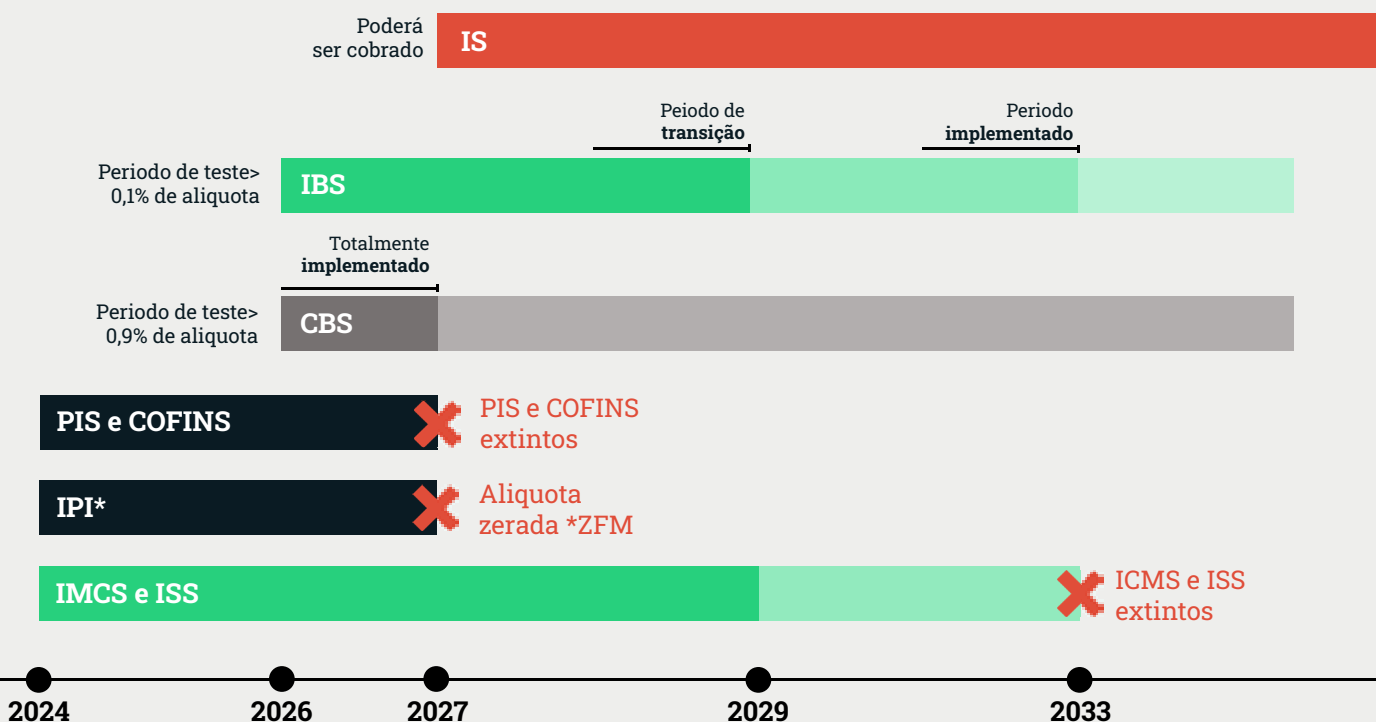 Poderá
ser cobrado
IS
Peiodo de
transição
Periodo
implementado
Periodo de teste>
0,1% de aliquota
IBS
Totalmente
implementado
Periodo de teste>
0,9% de aliquota
CBS
PIS e COFINS
PIS e COFINS
extintos
IPI*
Aliquota
zerada *ZFM
IMCS e ISS
ICMS e ISS
extintos
2024
2026
2027
2029
2033